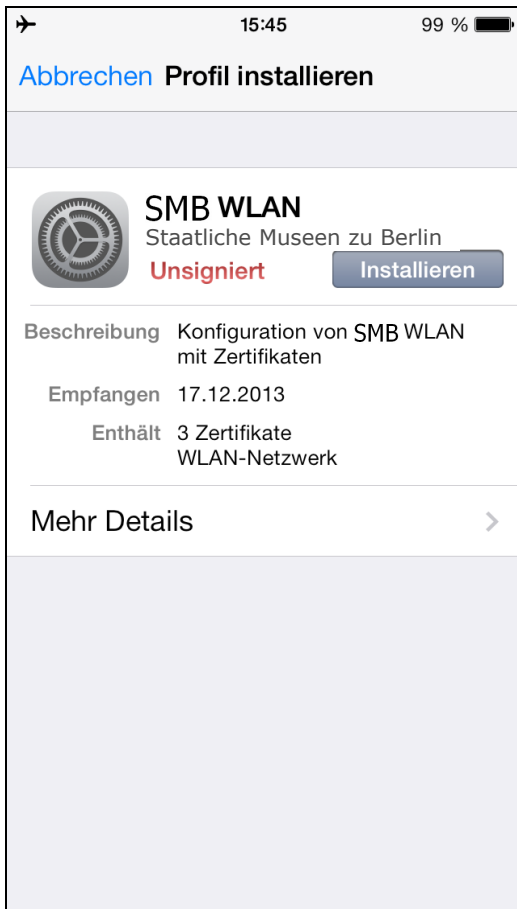 15:45 99 %
Abbrechen Profil installieren
SMB WLAN
Staatliche Museen zu Berlin
Unsigniert Installieren
Beschreibung Konfiguration von SMB WLAN
mit Zertifikaten
Empfangen 17.12.2013
Enthält 3 Zertifikate
WLAN-Netzwerk
Mehr Details